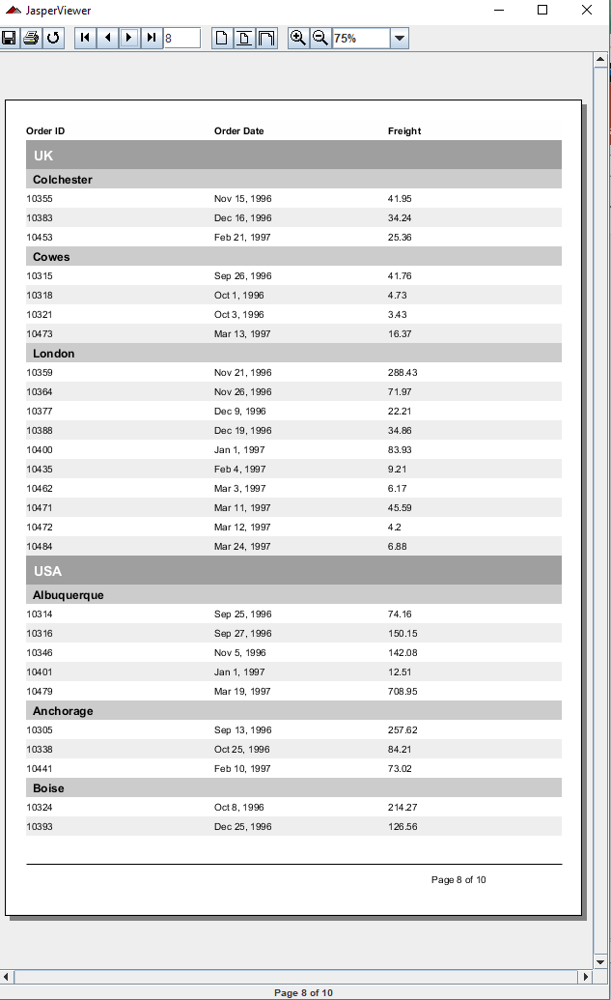 JasperViewer
8 75%
Order ID Order Date Freight
UK
Colchester
10355 Nov 15, 1996 41.95
10383 Dec 16, 1996 34.24
10453 Feb 21, 1997 25.36
Cowes
10315 Sep 26, 1996 41.76
10318 Oct 1, 1996 4.73
10321 Oct 3, 1996 3.43
10473 Mar 13, 1997 16.37
London
10359 Nov 21, 1996 288.43
10364 Nov 26, 1996 71.97
10377 Dec 9, 1996 22.21
10388 Dec 19, 1996 34.86
10400 Jan 1, 1997 83.93
10435 Feb 4, 1997 9.21
10462 Mar 3, 1997 6.17
10471 Mar 11, 1997 45.59
10472 Mar 12, 1997 4.2
10484 Mar 24, 1997 6.88
USA
Albuquerque
10314 Sep 25, 1996 74.16
10316 Sep 27, 1996 150.15
10346 Nov 5, 1996 142.08
10401 Jan 1, 1997 12.51
10479 Mar 19, 1997 708.95
Anchorage
10305 Sep 13, 1996 257.62
10338 Oct 25, 1996 84.21
10441 Feb 10, 1997 73.02
Boise
10324 Oct 8, 1996 214.27
10393 Dec 25, 1996 126.56
Page 8 of 10
Page 8 of 10